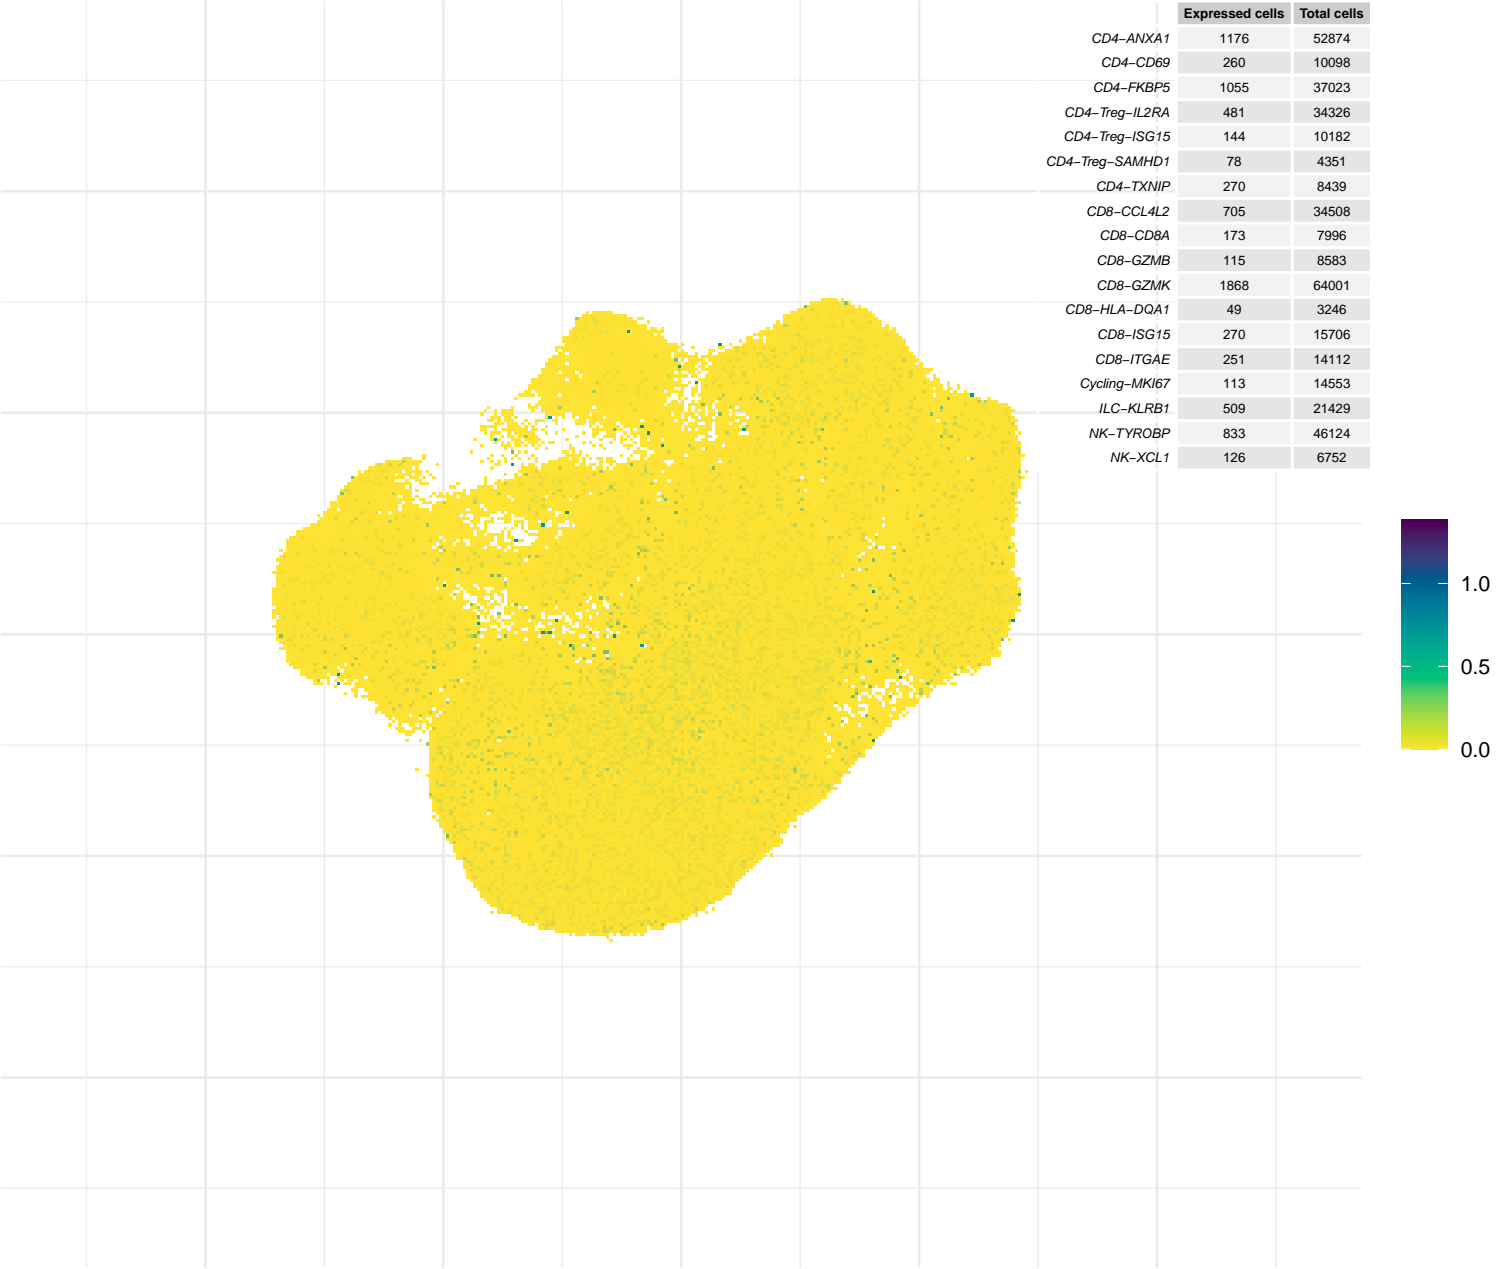 Expressed cells Total cells
CD4−ANXA1 1176 52874
CD4−CD69 260 10098
CD4−FKBP5 1055 37023
CD4−Treg−IL2RA 481 34326
CD4−Treg−ISG15 144 10182
CD4−Treg−SAMHD1 78 4351
CD4−TXNIP 270 8439
CD8−CCL4L2 705 34508
CD8−CD8A 173 7996
CD8−GZMB 115 8583
CD8−GZMK 1868 64001
CD8−HLA−DQA1 49 3246
CD8−ISG15 270 15706
CD8−ITGAE 251 14112
Cycling−MKI67 113 14553
ILC−KLRB1 509 21429
NK−TYROBP 833 46124
NK−XCL1 126 6752
1.0
0.5
0.0